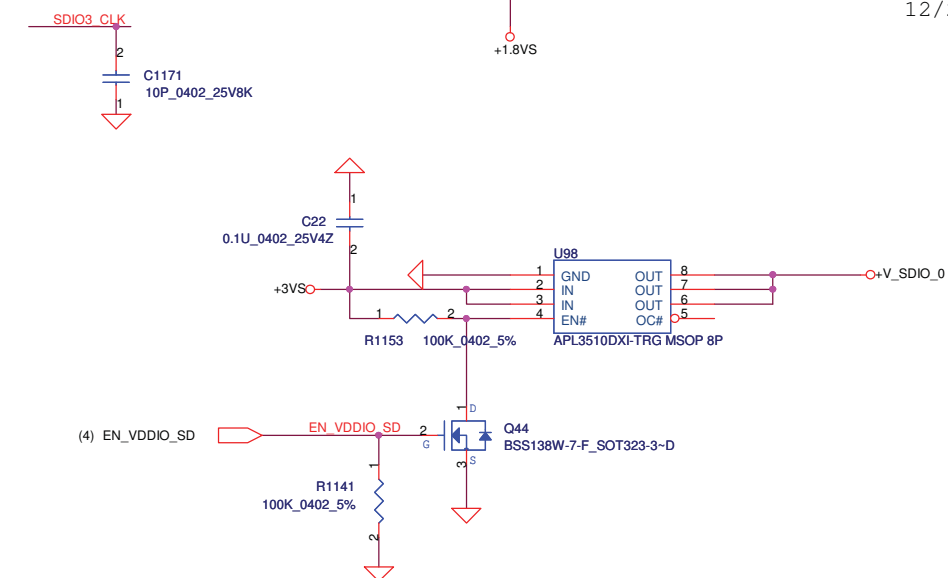 12/
SDIO3_CLK
2
C1171
10P_0402_25V8K
1
+1.8VS
1
C22
0.1U_0402_25V4Z
2
U98
+3VS
1 GND OUT 8
2 IN OUT 7
3 IN OUT 6
4 EN# OC# 5
+V_SDIO_0
1 2
R1153 100K_0402_5%
APL3510DXI-TRG MSOP 8P
1 D
(4) EN_VDDIO_SD
EN_VDDIO_SD
2
G
Q44
BSS138W-7-F_SOT323-3~D
3 S
1
R1141
100K_0402_5%
2